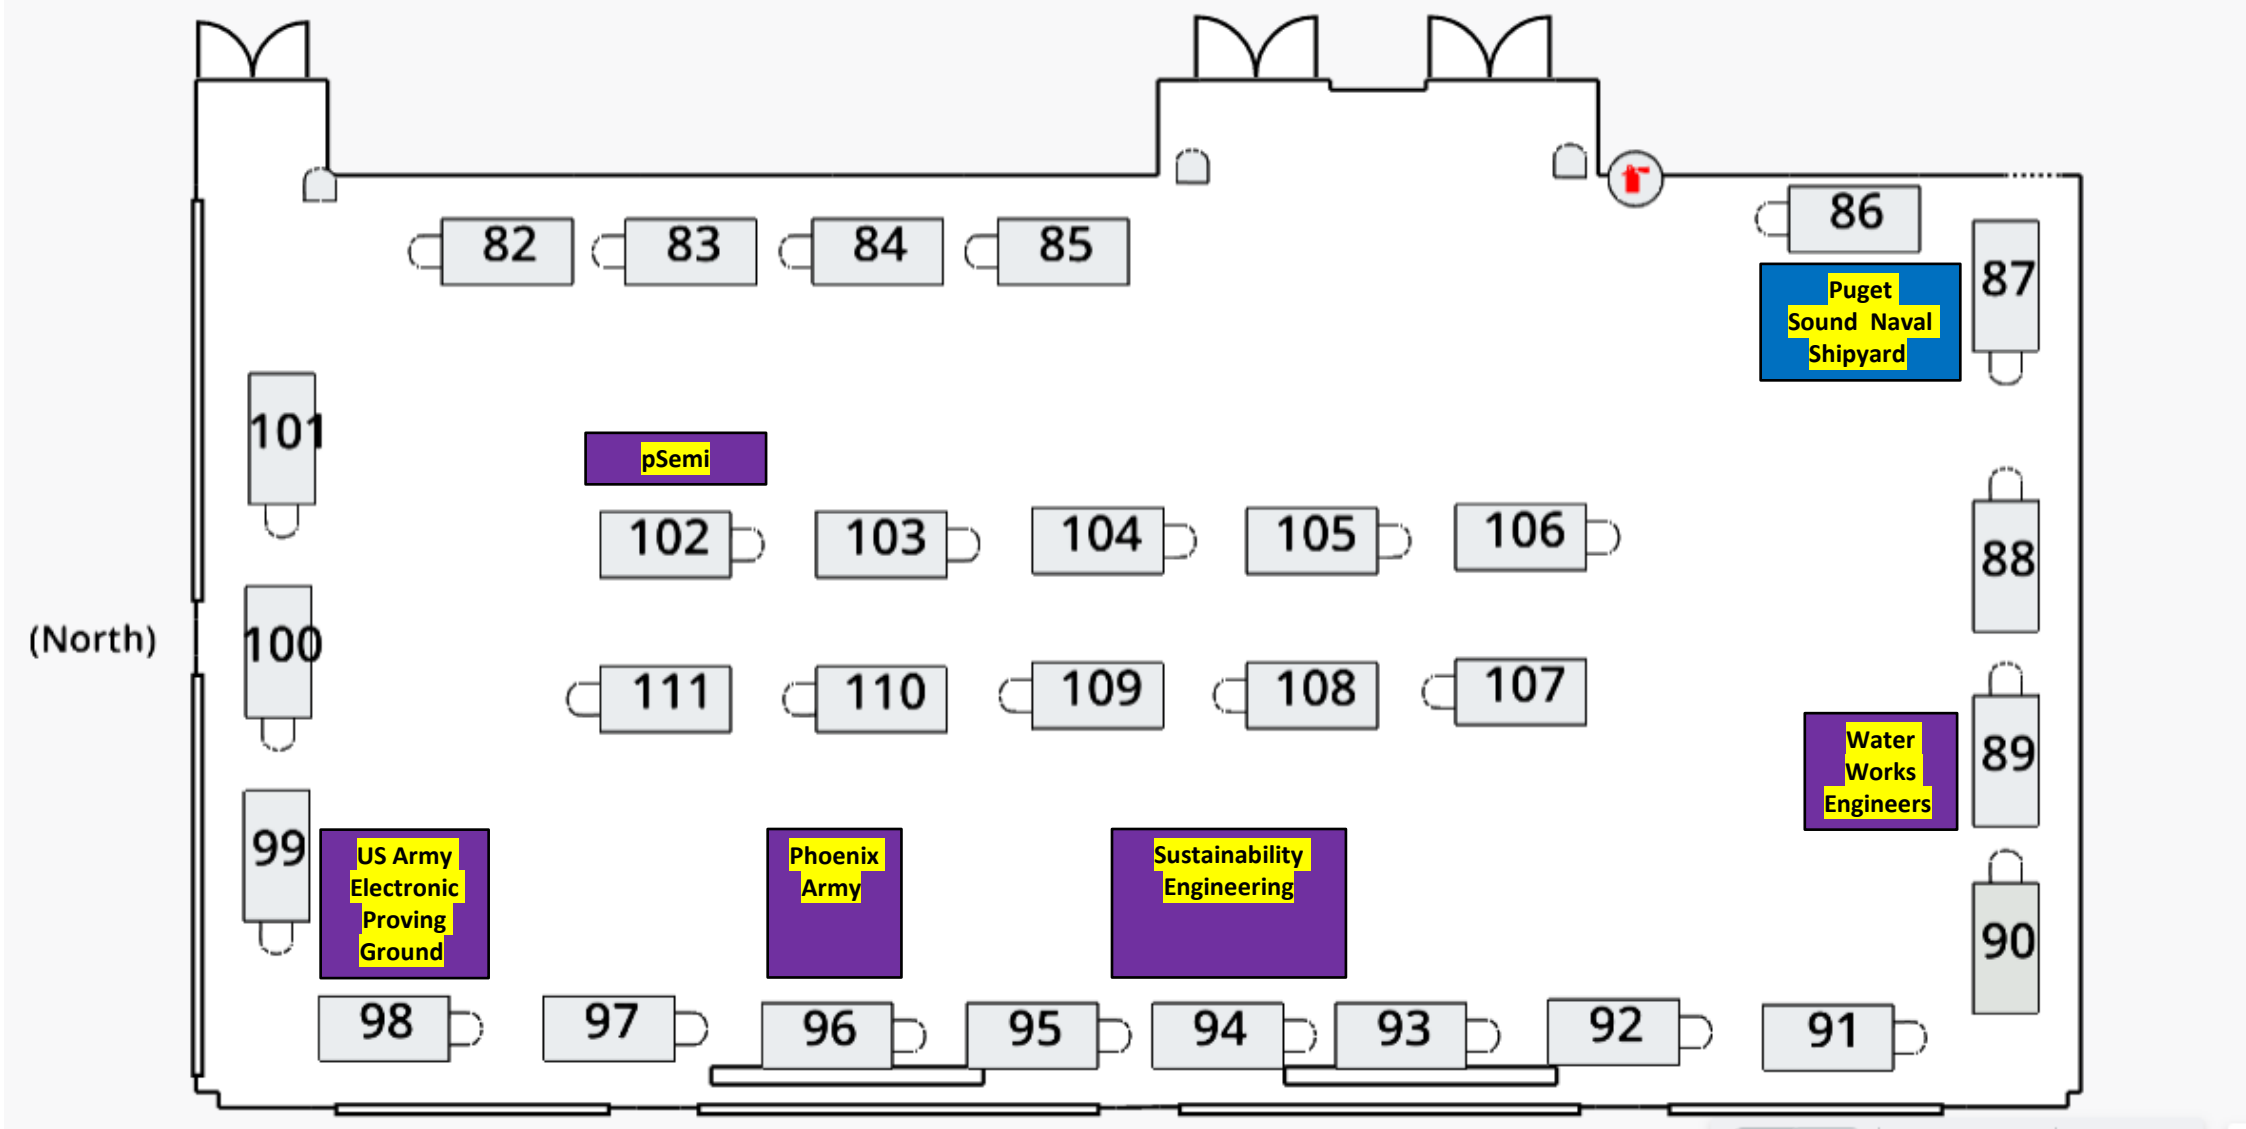 86
82
83
84
85
87
Puget
Sound Naval
Shipyard
101
pSemi
102
103
104
105
106
88
(North)
100
111
110
109
108
107
Water
Works
Engineers
89
99
US Army
Electronic
Proving
Ground
Phoenix
Army
Sustainability
Engineering
90
98
97
96
95
94
93
92
91